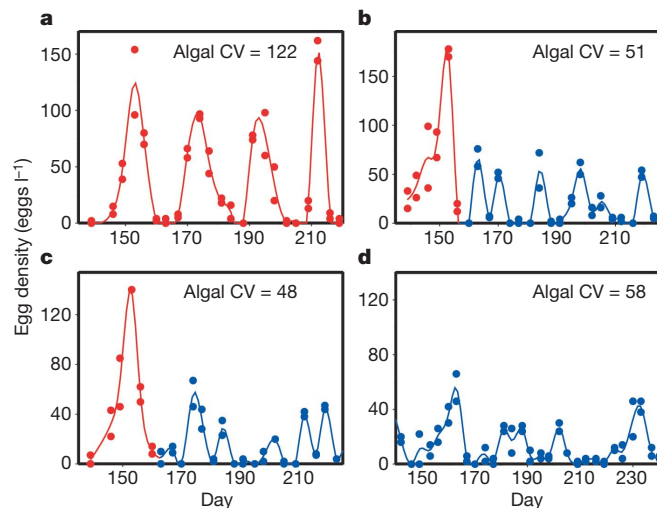 a
Algal CV = 122
150
100
50
0
150 170 190 210
b
Algal CV = 51
150
100
50
0
150 170 190 210
Egg density (eggs l⁻¹)
c
Algal CV = 48
120
80
40
0
150 170 190 210
Day
d
Algal CV = 58
120
80
40
0
150 170 190 210 230
Day